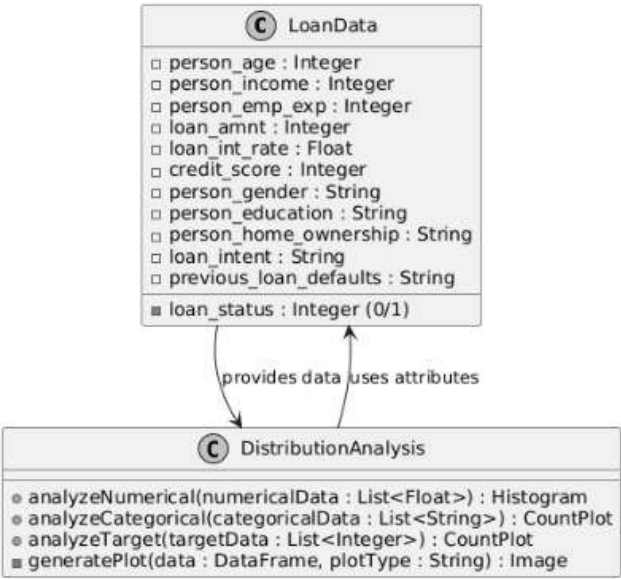 C LoanData
person_age : Integer
person_income : Integer
person_emp_exp : Integer
loan_amnt : Integer
loan_int_rate : Float
credit_score : Integer
person_gender : String
person_education : String
person_home_ownership : String
loan_intent : String
previous_loan_defaults : String
loan_status : Integer (0/1)
provides data
uses attributes
C DistributionAnalysis
analyzeNumerical(numericalData : List<Float>) : Histogram
analyzeCategorical(categoricalData : List<String>) : CountPlot
analyzeTarget(targetData : List<Integer>) : CountPlot
generatePlot(data : DataFrame, plotType : String) : Image